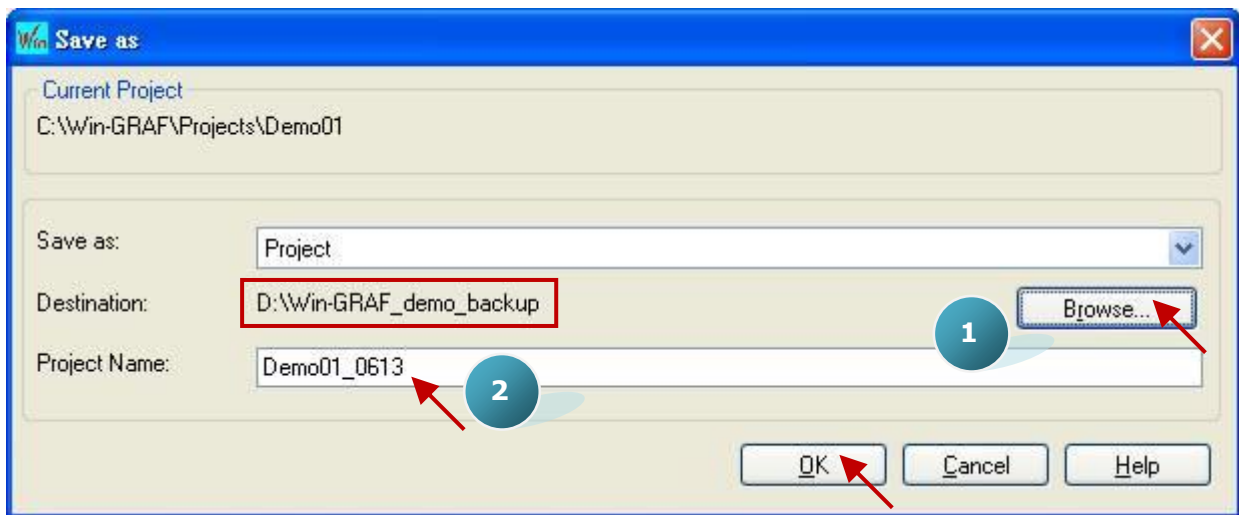 Win Save as
Current Project
C:\Win-GRAF\Projects\Demo01
Save as: Project
Destination: D:\Win-GRAF_demo_backup Browse...
1
Project Name: Demo01_0613
2
OK Cancel Help